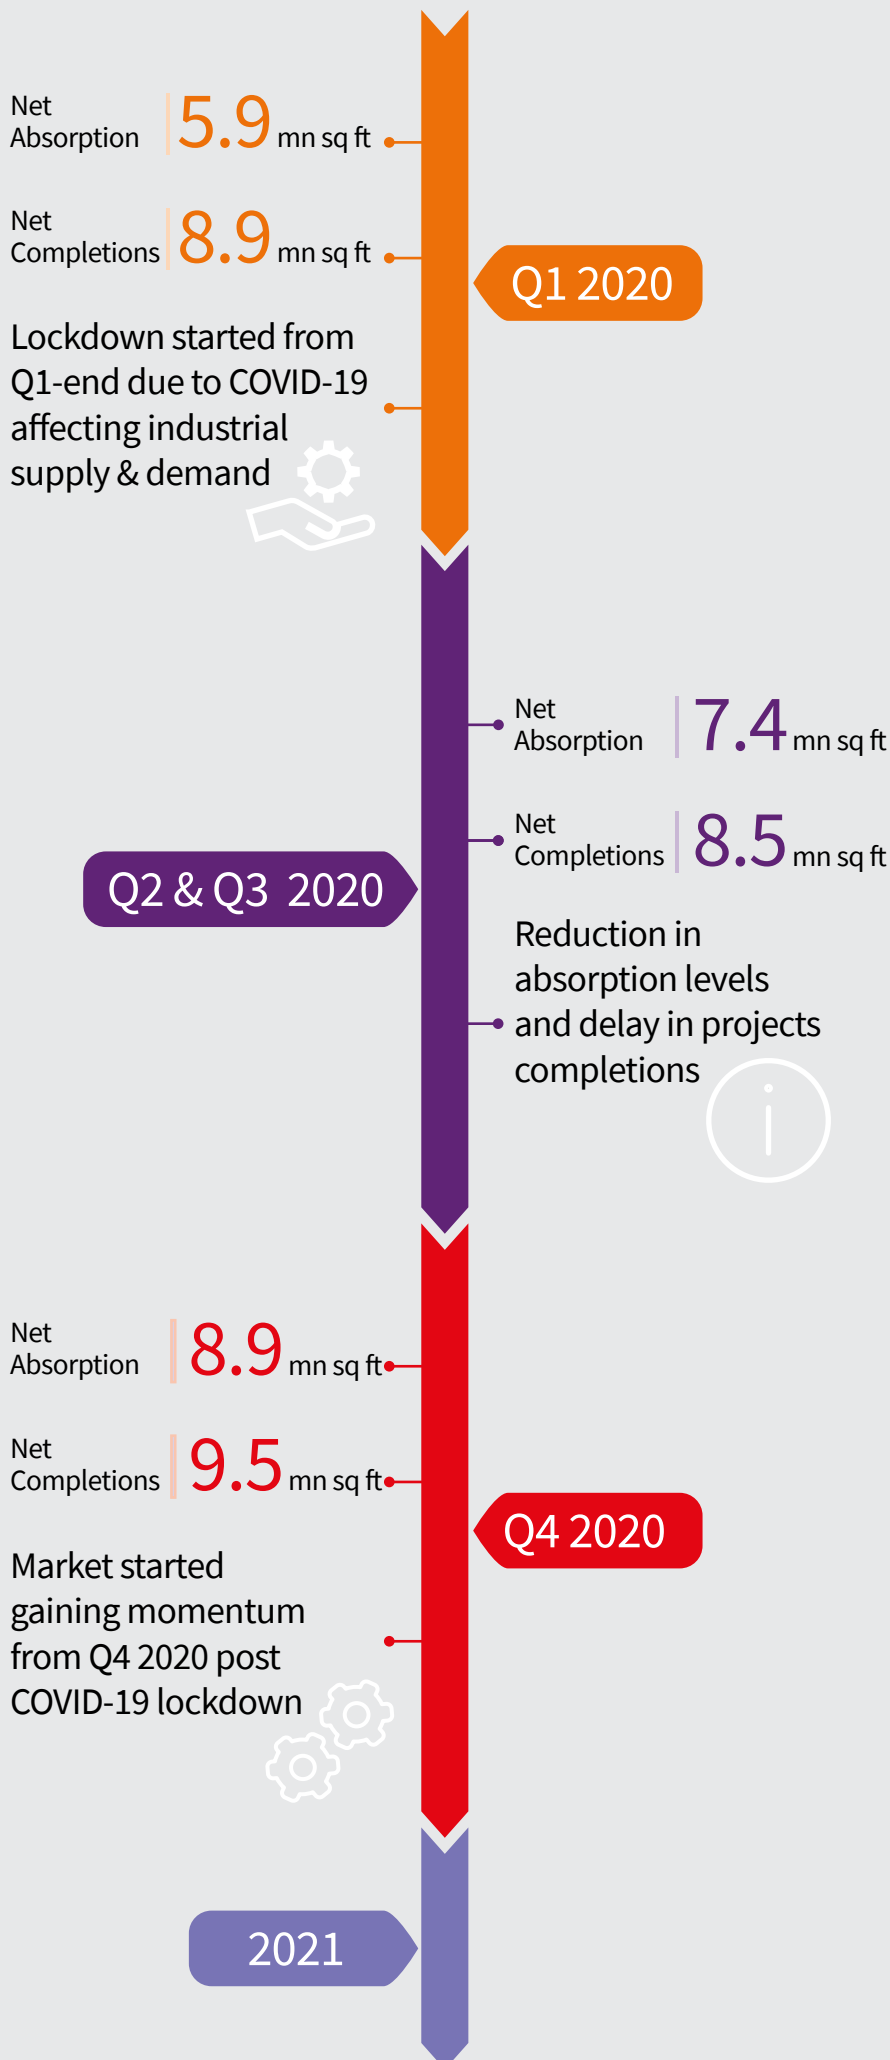 Net
Absorption
5.9 mn sq ft
Net
Completions
8.9 mn sq ft
Q1 2020
Lockdown started from
Q1-end due to COVID-19
affecting industrial
supply & demand
Net
Absorption
7.4 mn sq ft
Net
Completions
8.5 mn sq ft
Q2 & Q3 2020
Reduction in
absorption levels
and delay in projects
completions
Net
Absorption
8.9 mn sq ft
Net
Completions
9.5 mn sq ft
Q4 2020
Market started
gaining momentum
from Q4 2020 post
COVID-19 lockdown
2021